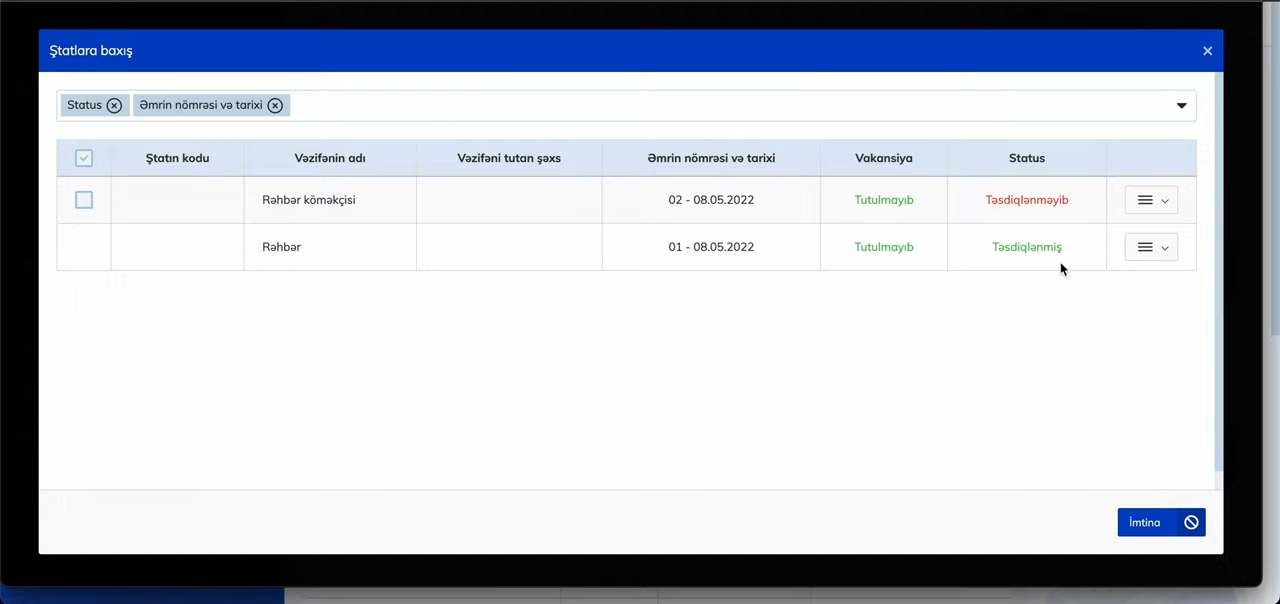 Ştatlara baxış
Status Əmrin nömrəsi və tarixi
Ştatın kodu Vəzifənin adı Vəzifəni tutan şəxs Əmrin nömrəsi və tarixi Vakansiya Status
Rəhbər köməkçisi 02 - 08.05.2022 Tutulmayıb Təsdiqlənməyib
Rəhbər 01 - 08.05.2022 Tutulmayıb Təsdiqlənmiş
İmtina